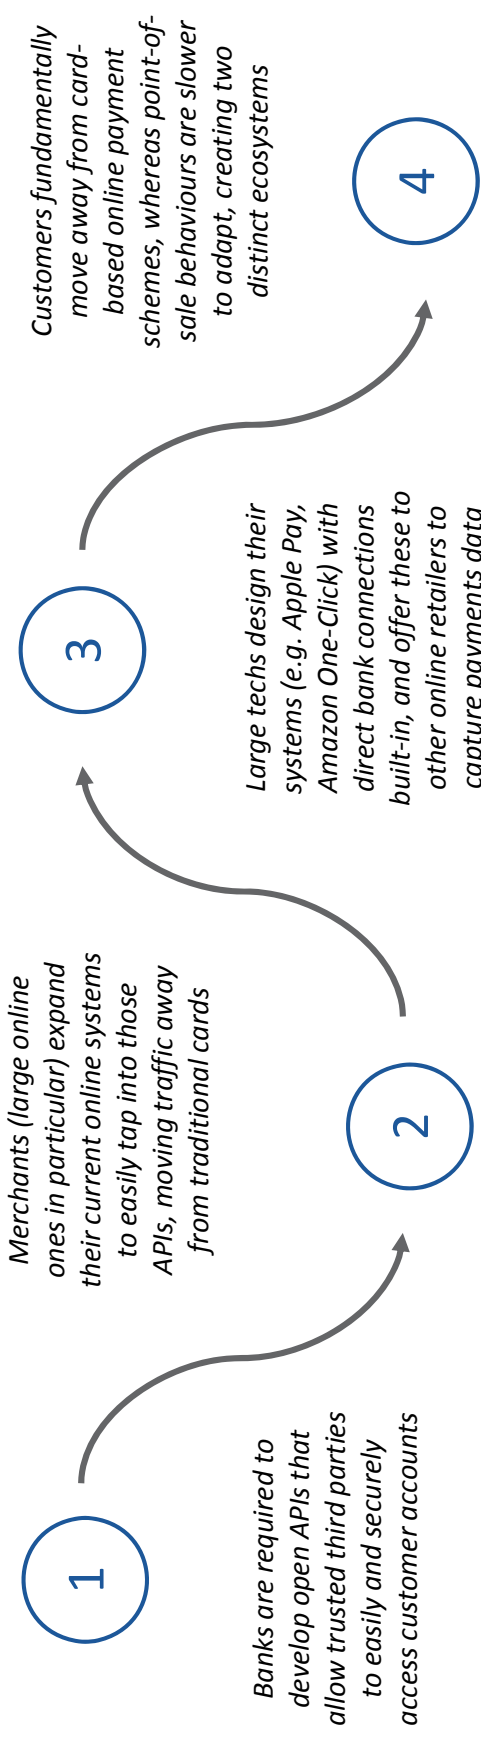 1
Banks are required to
develop open APIs that
allow trusted third parties
to easily and securely
access customer accounts
Merchants (large online
ones in particular) expand
their current online systems
to easily tap into those
APIs, moving traffic away
from traditional cards
2
3
Large techs design their
systems (e.g. Apple Pay,
Amazon One-Click) with
direct bank connections
built-in, and offer these to
other online retailers to
capture payments data
Customers fundamentally
move away from card-
based online payment
schemes, whereas point-of-
sale behaviours are slower
to adapt, creating two
distinct ecosystems
4